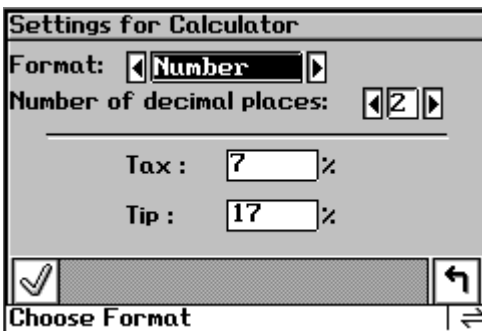 Settings for Calculator
Format: Number
Number of decimal places: 2
Tax : 7 %
Tip : 17 %
Choose Format